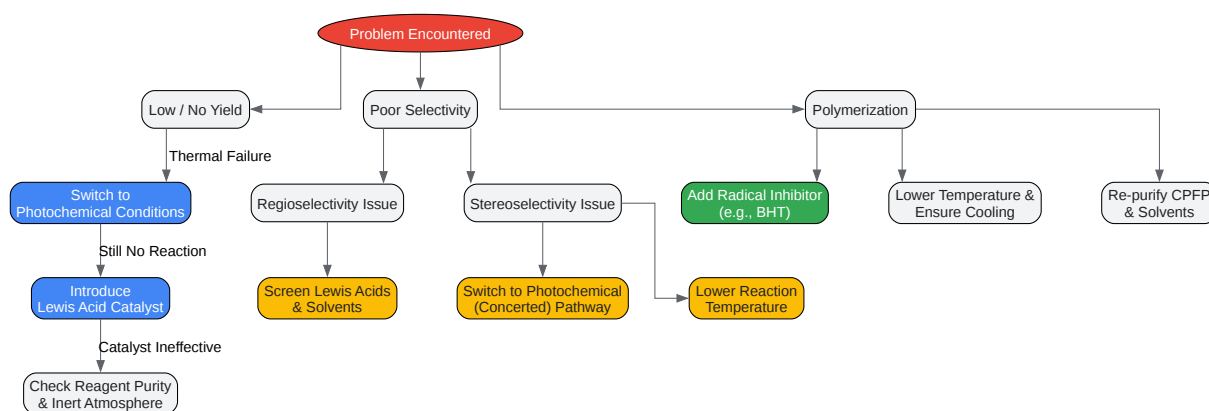 Problem Encountered
Low / No Yield
Poor Selectivity
Polymerization
Thermal Failure
Switch to
Photochemical Conditions
Regioselectivity Issue
Stereoselectivity Issue
Add Radical Inhibitor
(e.g., BHT)
Lower Temperature &
Ensure Cooling
Re-purify CPFP
& Solvents
Still No Reaction
Introduce
Lewis Acid Catalyst
Screen Lewis Acids
& Solvents
Switch to Photochemical
(Concerted) Pathway
Lower Reaction
Temperature
Catalyst Ineffective
Check Reagent Purity
& Inert Atmosphere